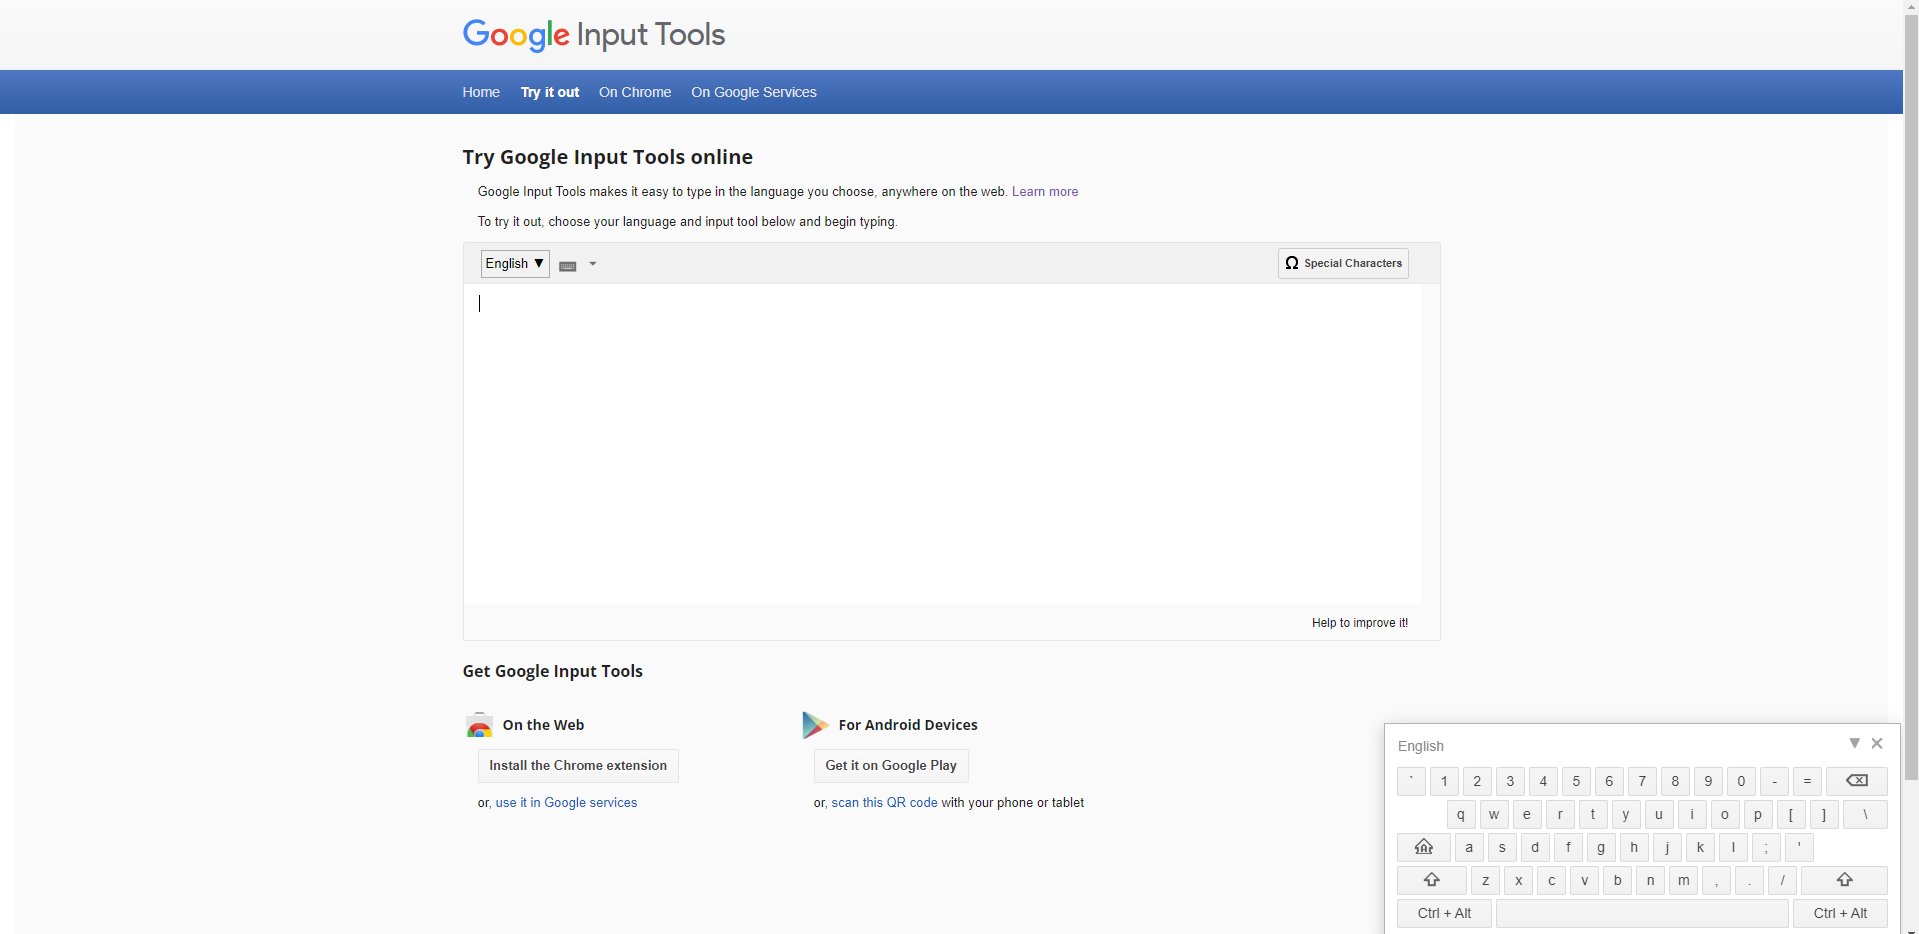 Google Input Tools
Home Try it out On Chrome On Google Services
Try Google Input Tools online
Google Input Tools makes it easy to type in the language you choose, anywhere on the web. Learn more
To try it out, choose your language and input tool below and begin typing.
English ▼ Ω Special Characters
Help to improve it!
Get Google Input Tools
On the Web
Install the Chrome extension
or, use it in Google services
For Android Devices
Get it on Google Play
or, scan this QR code with your phone or tablet
English
` 1 2 3 4 5 6 7 8 9 0 - =
q w e r t y u i o p [ ] \
a s d f g h j k l ; '
z x c v b n m , . /
Ctrl + Alt Ctrl + Alt